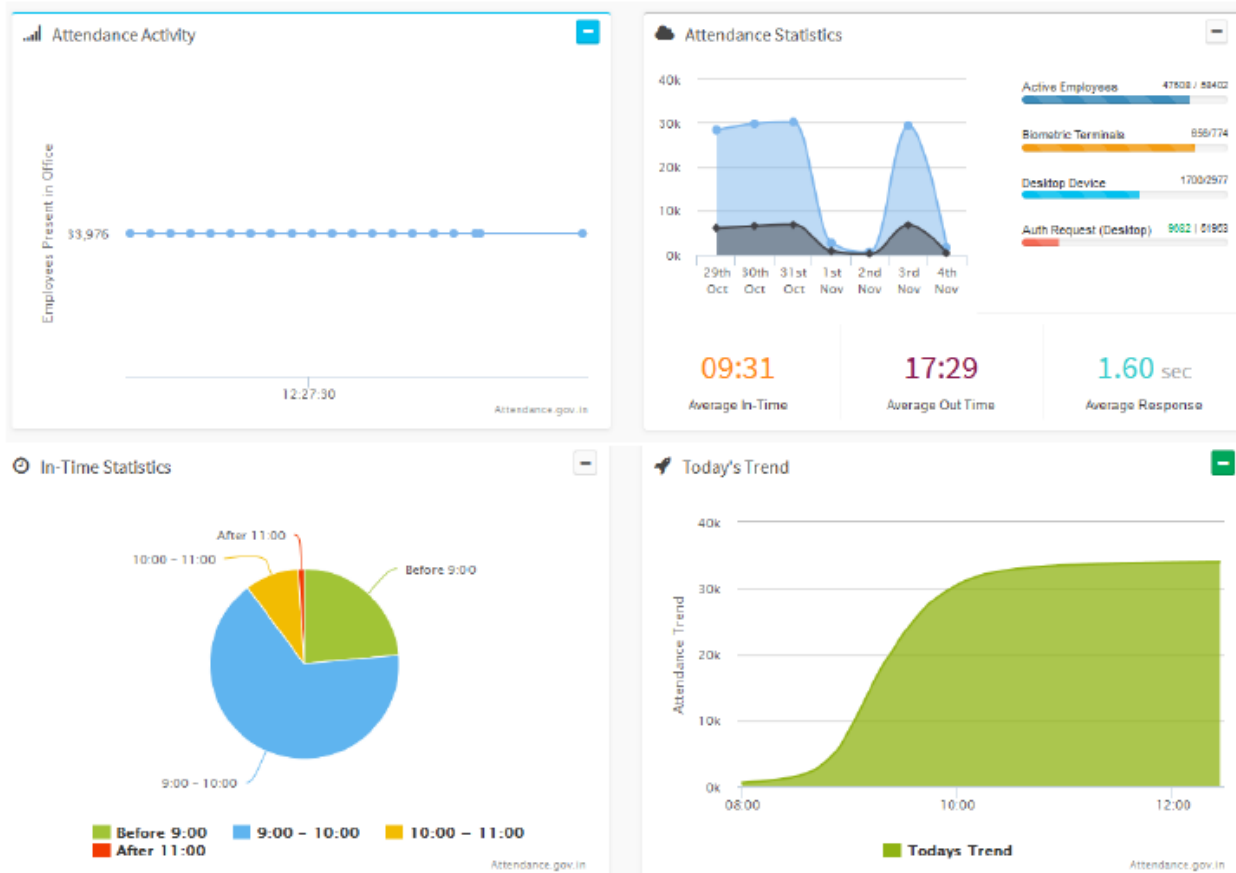 Attendance Activity
Employees Present in Office
33,976
12:27:30
Attendance.gov.in
Attendance Statistics
40k
30k
20k
10k
0k
29th Oct
30th Oct
31st Oct
1st Nov
2nd Nov
3rd Nov
4th Nov
Active Employees
Biometric Terminals
Desktop Device 1700/2977
Auth Request (Desktop)
09:31
Average In-Time
17:29
Average Out Time
1.60 sec
Average Response
In-Time Statistics
After 11:00
10:00 - 11:00
Before 9:00
9:00 - 10:00
Before 9:00 9:00 - 10:00 10:00 - 11:00
After 11:00
Attendance.gov.in
Today's Trend
Attendance Trend
40k
30k
20k
10k
0k
08:00 10:00 12:00
Todays Trend
Attendance.gov.in